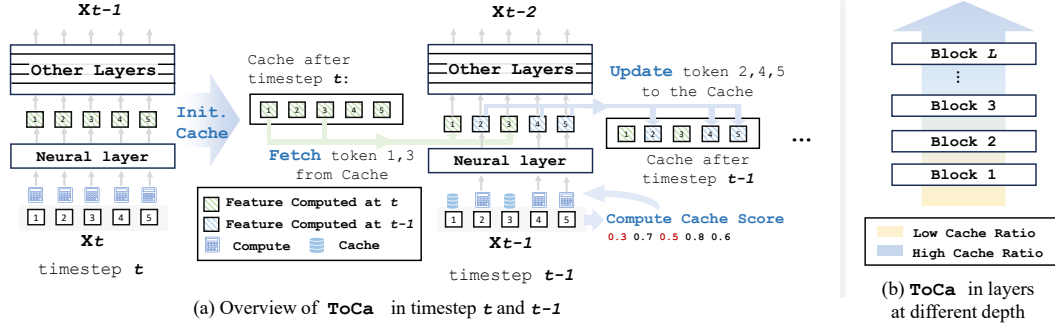 Xt-1
Other Layers
1 2 3 4 5
Neural layer
1 2 3 4 5
Xt
timestep t
Init.
Cache
Cache after
timestep t:
1 2 3 4 5
Fetch token 1,3
from Cache
Feature Computed at t
Feature Computed at t-1
Compute
Cache
Xt-2
Other Layers
1 2 3 4 5
Neural layer
1 2 3 4 5
Xt-1
timestep t-1
Update token 2,4,5
to the Cache
1 2 3 4 5
Cache after
timestep t-1
...
Compute Cache Score
0.3 0.7 0.5 0.8 0.6
(a) Overview of ToCa in timestep t and t-1
Block L
⋮
Block 3
Block 2
Block 1
Low Cache Ratio
High Cache Ratio
(b) ToCa in layers
at different depth